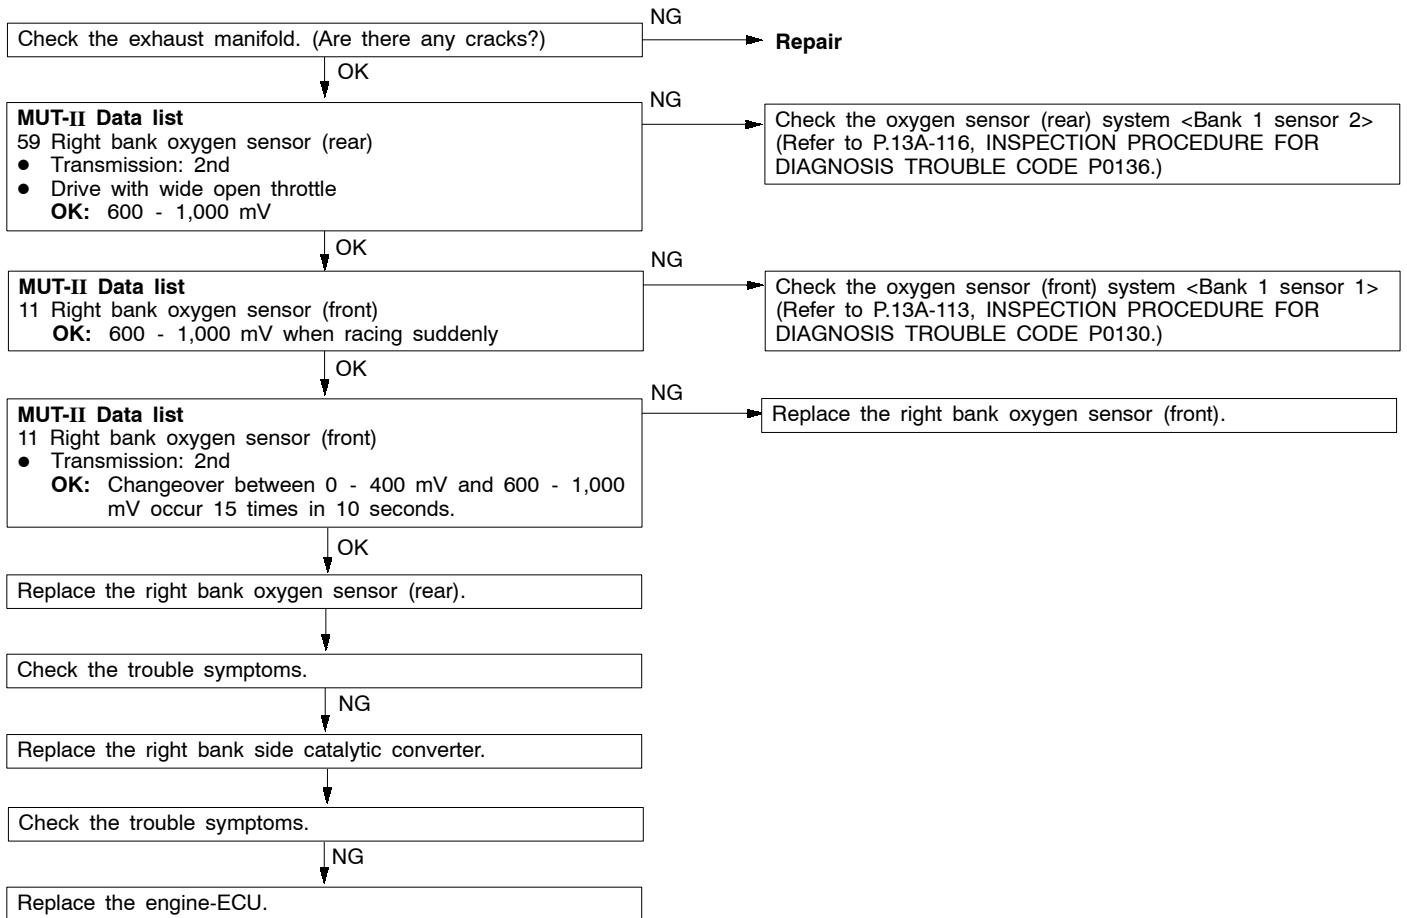 Check the exhaust manifold. (Are there any cracks?)
NG
Repair
OK
MUT-II Data list
59 Right bank oxygen sensor (rear)
● Transmission: 2nd
● Drive with wide open throttle
OK: 600 - 1,000 mV
NG
Check the oxygen sensor (rear) system <Bank 1 sensor 2>
(Refer to P.13A-116, INSPECTION PROCEDURE FOR
DIAGNOSIS TROUBLE CODE P0136.)
OK
MUT-II Data list
11 Right bank oxygen sensor (front)
OK: 600 - 1,000 mV when racing suddenly
NG
Check the oxygen sensor (front) system <Bank 1 sensor 1>
(Refer to P.13A-113, INSPECTION PROCEDURE FOR
DIAGNOSIS TROUBLE CODE P0130.)
OK
MUT-II Data list
11 Right bank oxygen sensor (front)
● Transmission: 2nd
OK: Changeover between 0 - 400 mV and 600 - 1,000
mV occur 15 times in 10 seconds.
NG
Replace the right bank oxygen sensor (front).
OK
Replace the right bank oxygen sensor (rear).
Check the trouble symptoms.
NG
Replace the right bank side catalytic converter.
Check the trouble symptoms.
NG
Replace the engine-ECU.